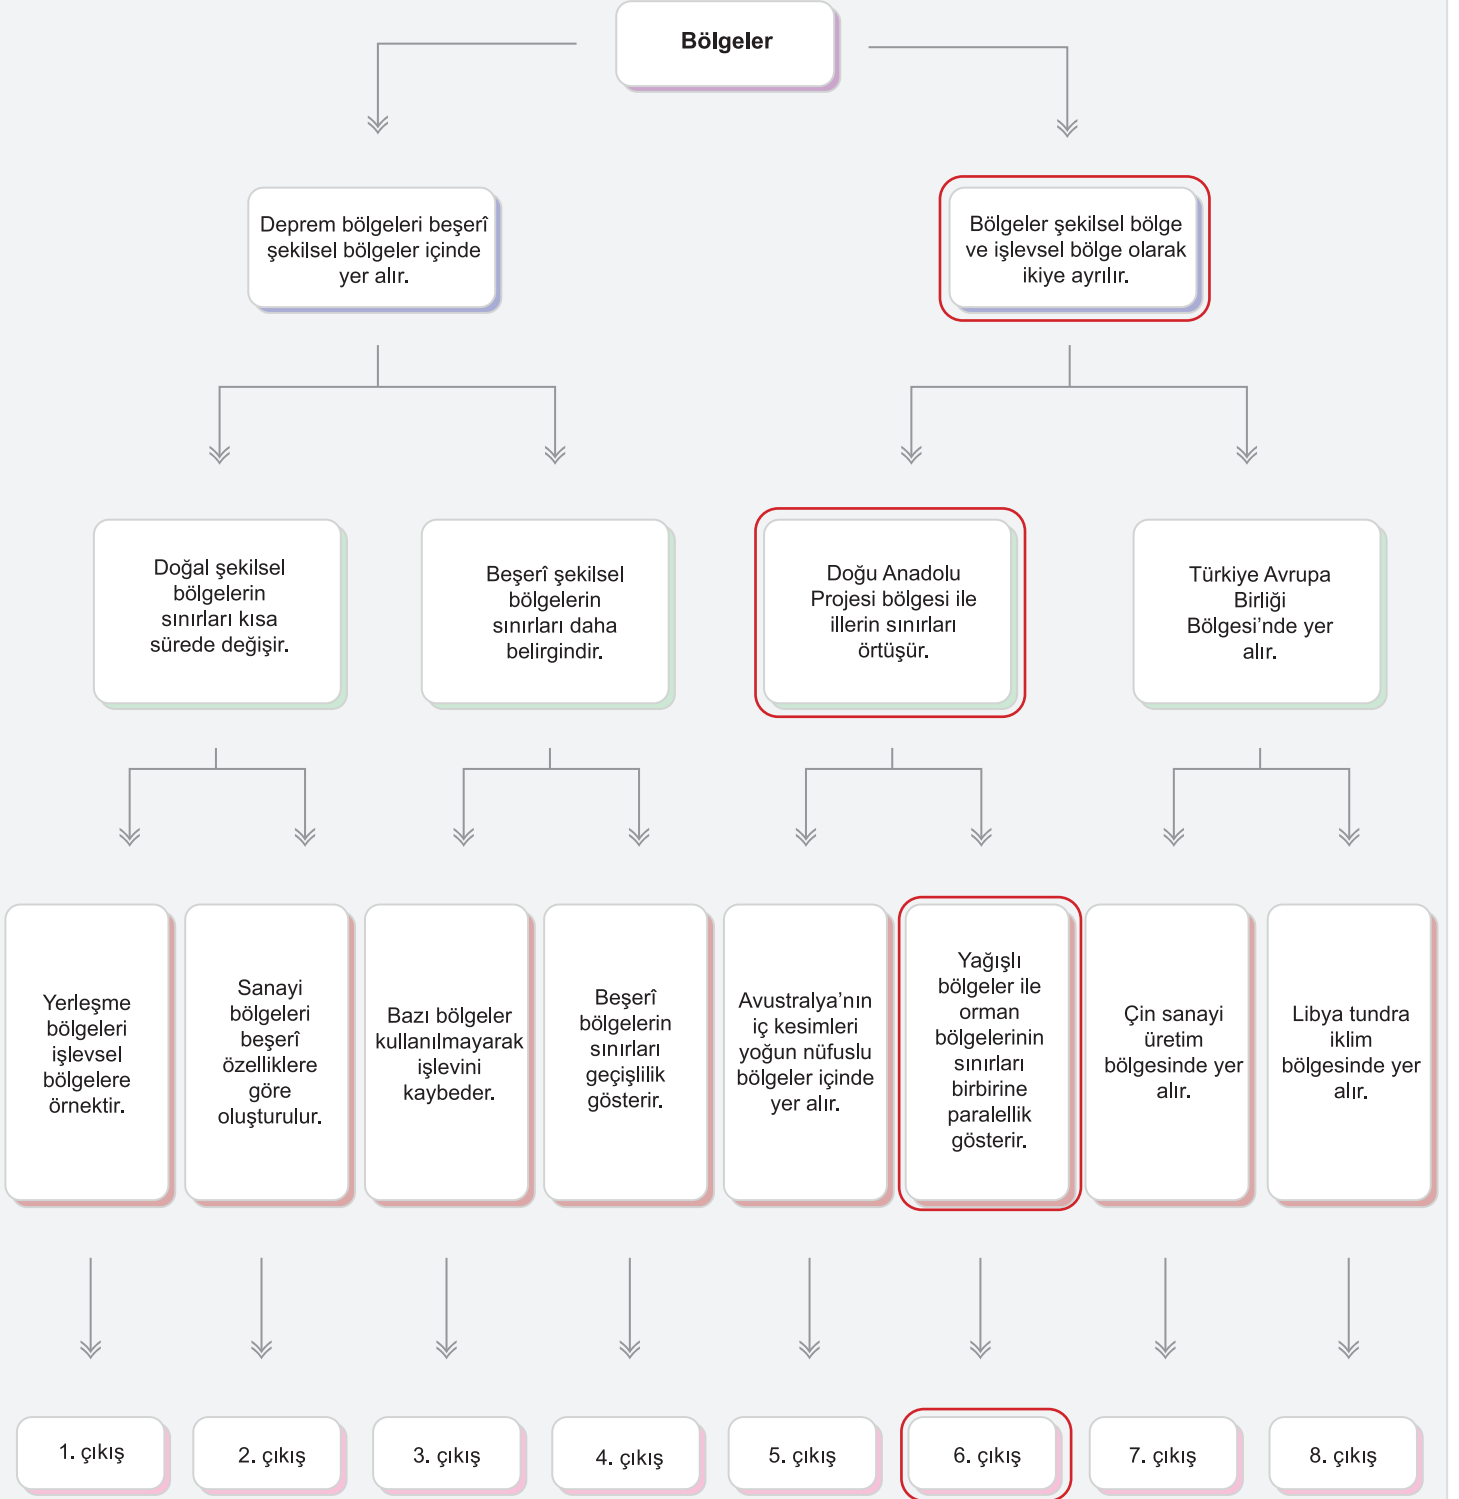 Bölgeler
Deprem bölgeleri beşerî
şekilsel bölgeler içinde
yer alır.
Bölgeler şekilsel bölge
ve işlevsel bölge olarak
ikiye ayrılır.
Doğal şekilsel
bölgelerin
sınırları kısa
sürede değişir.
Beşerî şekilsel
bölgelerin
sınırları daha
belirgindir.
Doğu Anadolu
Projesi bölgesi ile
illerin sınırları
örtüşür.
Türkiye Avrupa
Birliği
Bölgesi’nde yer
alır.
Yerleşme
bölgeleri
işlevsel
bölgelere
örnektir.
Sanayi
bölgeleri
beşerî
özelliklere
göre
oluşturulur.
Bazı bölgeler
kullanılmayarak
işlevini
kaybeder.
Beşerî
bölgelerin
sınırları
geçişlilik
gösterir.
Avustralya’nın
iç kesimleri
yoğun nüfuslu
bölgeler içinde
yer alır.
Yağışlı
bölgeler ile
orman
bölgelerinin
sınırları
birbirine
paralellik
gösterir.
Çin sanayi
üretim
bölgesinde yer
alır.
Libya tundra
iklim
bölgesinde yer
alır.
1. çıkış
2. çıkış
3. çıkış
4. çıkış
5. çıkış
6. çıkış
7. çıkış
8. çıkış